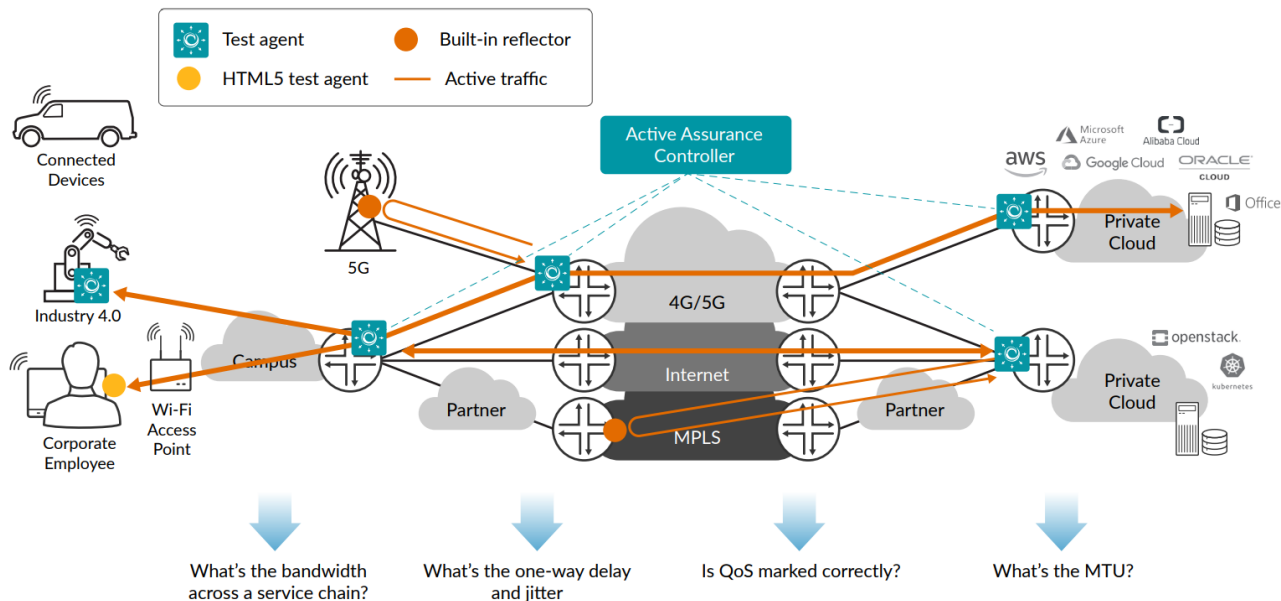 Test agent
Built-in reflector
HTML5 test agent
Active traffic
Connected
Devices
5G
Active Assurance
Controller
Microsoft
Azure
Alibaba Cloud
aws
Google Cloud
ORACLE
CLOUD
Office
Private
Cloud
Industry 4.0
4G/5G
Campus
Internet
openstack.
kubernetes
Private
Cloud
Wi-Fi
Access
Point
Corporate
Employee
Partner
MPLS
Partner
What's the bandwidth
across a service chain?
What's the one-way delay
and jitter
Is QoS marked correctly?
What's the MTU?